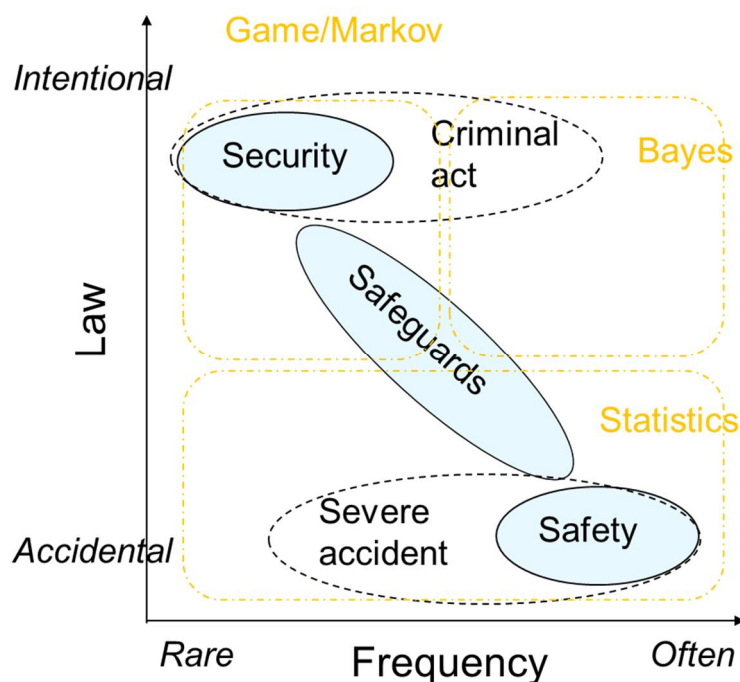 Game/Markov
Intentional
Security
Criminal
act
Bayes
Law
Safeguards
Statistics
Severe
accident
Safety
Accidental
Rare
Frequency
Often